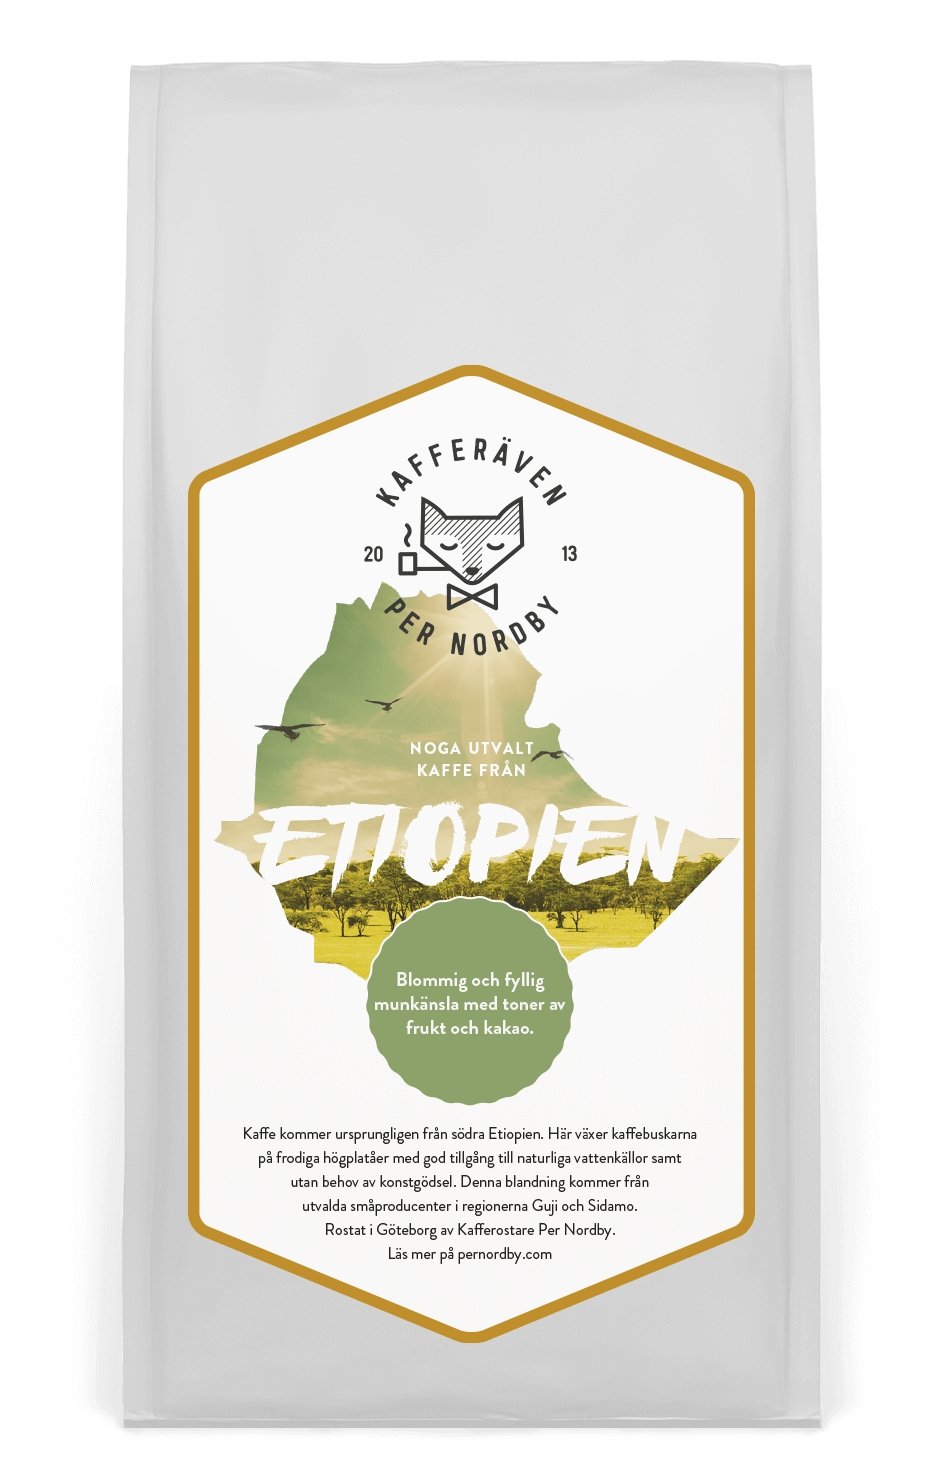 KAFFERÄVEN
20 13
PER NORDBY
NOGA UTVALT
KAFFE FRÅN
ETIOPIEN
Blommig och fyllig
munkänsla med toner av
frukt och kakao.
Kaffe kommer ursprungligen från södra Etiopien. Här växer kaffebuskarna
på frodiga högplatåer med god tillgång till naturliga vattenkällor samt
utan behov av konstgödsel. Denna blandning kommer från
utvalda småproducenter i regionerna Guji och Sidamo.
Rostat i Göteborg av Kafferostare Per Nordby.
Läs mer på pernordby.com